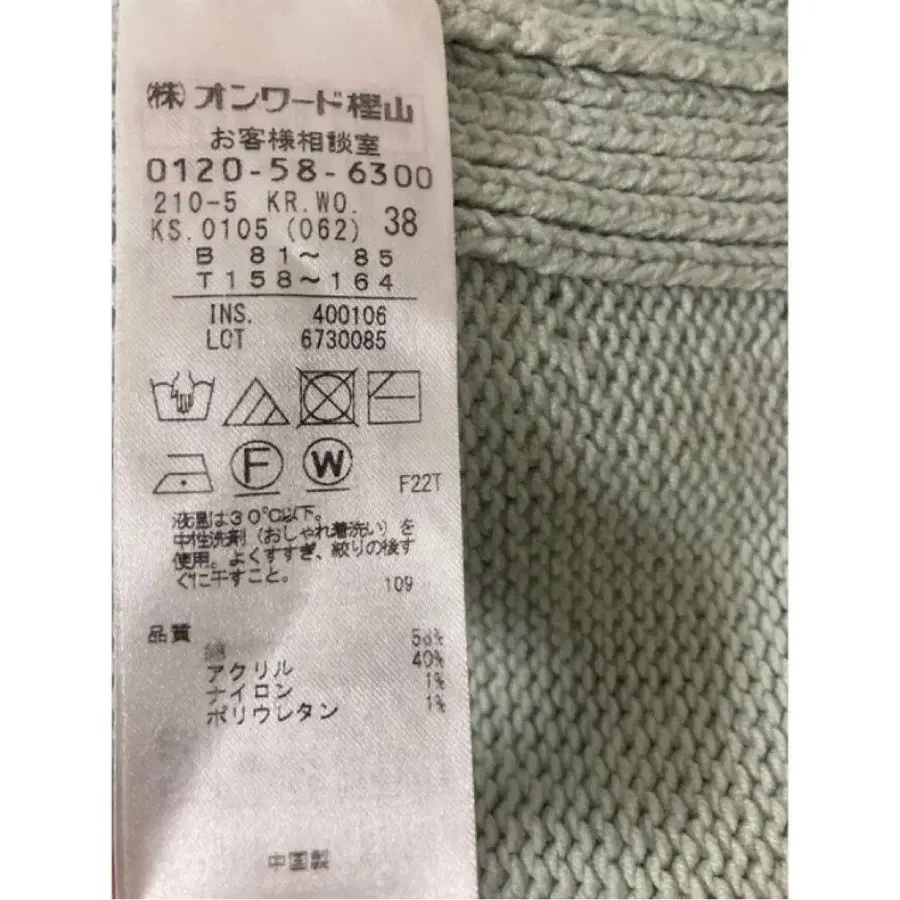 ㈱オンワード樫山
お客様相談室
0120-58-6300
210-5 KR.WO.
KS.0105 (062) 38
B 81～ 85
T158～164
INS. 400106
LOT 6730085
F
W
F22T
液温は30℃以下。
中性洗剤（おしゃれ着洗い）を
使用。よくすすぎ、絞りの後す
ぐに干すこと。
109
品質
綿 58%
アクリル 40%
ナイロン 1%
ポリウレタン 1%
中国製